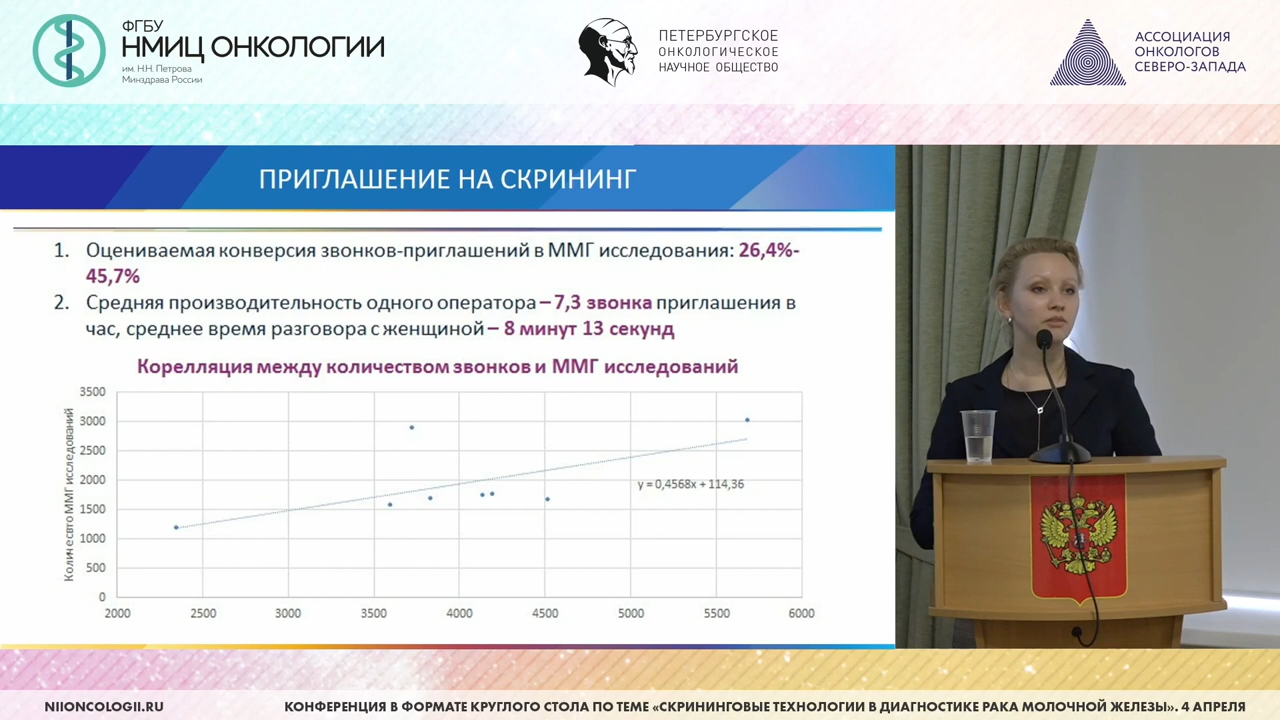 ФГБУ
НМИЦ ОНКОЛОГИИ
им. Н.Н. Петрова
Минздрава России
ПЕТЕРБУРГСКОЕ
ОНКОЛОГИЧЕСКОЕ
НАУЧНОЕ ОБЩЕСТВО
АССОЦИАЦИЯ
ОНКОЛОГОВ
СЕВЕРО-ЗАПАДА
ПРИГЛАШЕНИЕ НА СКРИНИНГ
1. Оцениваемая конверсия звонков-приглашений в ММГ исследования: 26,4%-
45,7%
2. Средняя производительность одного оператора – 7,3 звонка приглашения в
час, среднее время разговора с женщиной – 8 минут 13 секунд
Корелляция между количеством звонков и ММГ исследований
Количесвто ММГ исследований
3500
3000
2500
2000
1500
1000
500
0
y = 0,4568x + 114,36
2000 2500 3000 3500 4000 4500 5000 5500 6000
NIIONCOLOGII.RU
КОНФЕРЕНЦИЯ В ФОРМАТЕ КРУГЛОГО СТОЛА ПО ТЕМЕ «СКРИНИНГОВЫЕ ТЕХНОЛОГИИ В ДИАГНОСТИКЕ РАКА МОЛОЧНОЙ ЖЕЛЕЗЫ». 4 АПРЕЛЯ